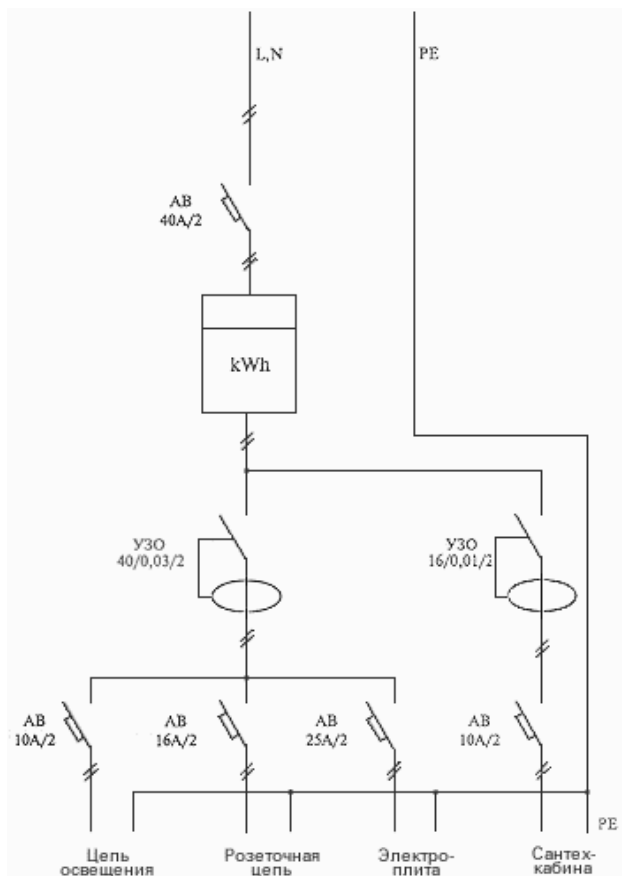 L,N
PE
АВ
40А/2
kWh
УЗО
40/0,03/2
УЗО
16/0,01/2
АВ
10А/2
АВ
16А/2
АВ
25А/2
АВ
10А/2
PE
Цепь
освещения
Розеточная
цепь
Электро-
плита
Сантех-
кабина